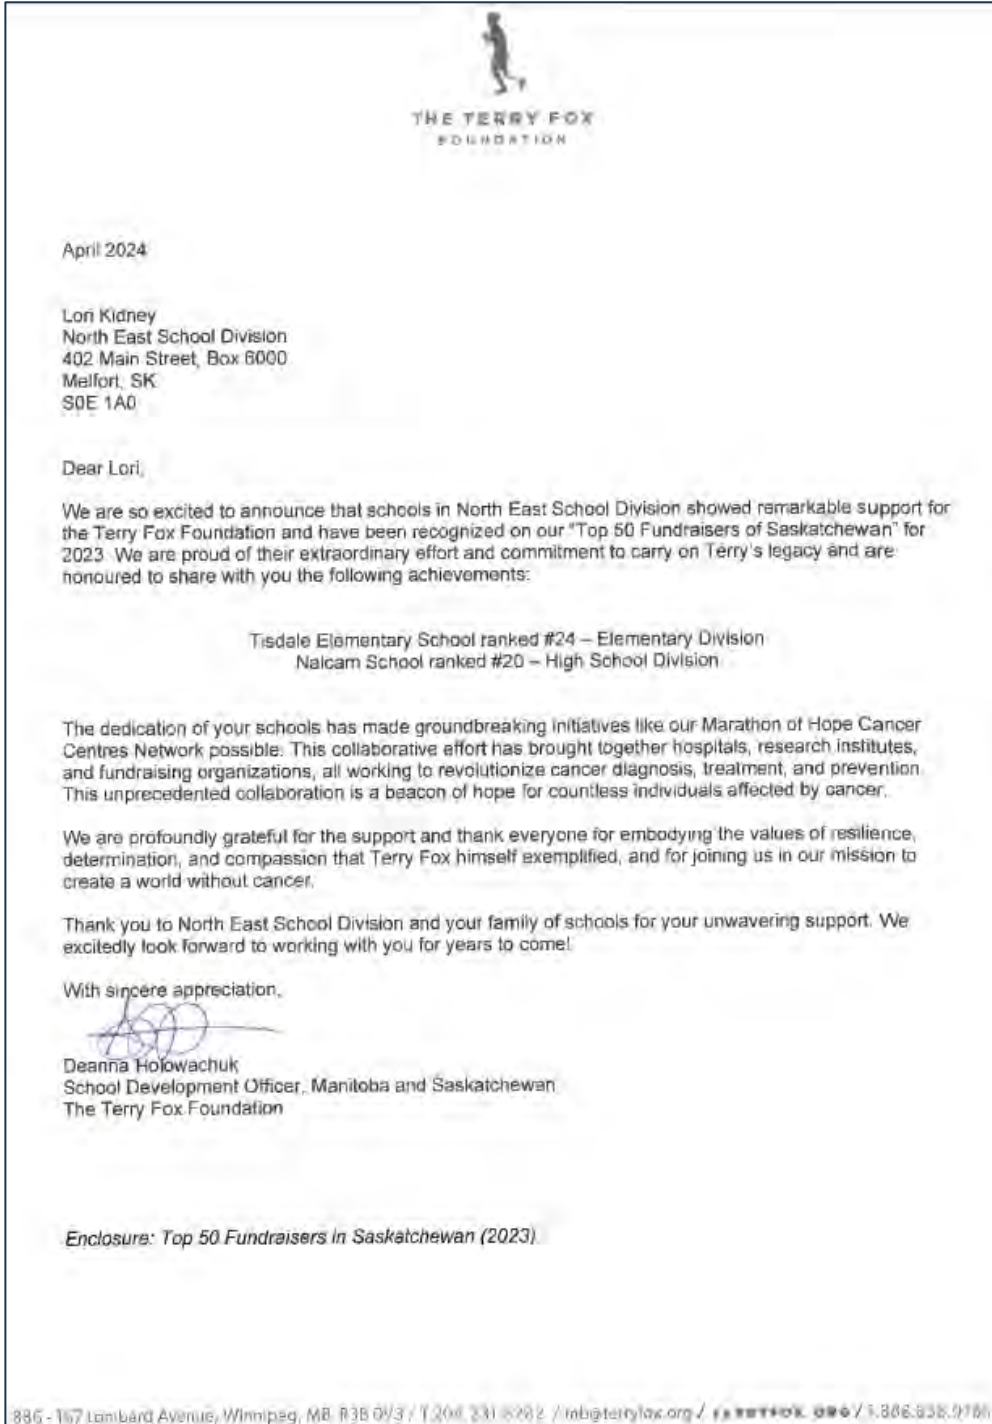 THE TERRY FOX
FOUNDATION
April 2024
Lori Kidney
North East School Division
402 Main Street, Box 6000
Melfort, SK
S0E 1A0
Dear Lori,
We are so excited to announce that schools in North East School Division showed remarkable support for
the Terry Fox Foundation and have been recognized on our "Top 50 Fundraisers of Saskatchewan" for
2023. We are proud of their extraordinary effort and commitment to carry on Terry's legacy and are
honoured to share with you the following achievements:
Tisdale Elementary School ranked #24 – Elementary Division
Naicam School ranked #20 – High School Division
The dedication of your schools has made groundbreaking initiatives like our Marathon of Hope Cancer
Centres Network possible. This collaborative effort has brought together hospitals, research institutes,
and fundraising organizations, all working to revolutionize cancer diagnosis, treatment, and prevention.
This unprecedented collaboration is a beacon of hope for countless individuals affected by cancer.
We are profoundly grateful for the support and thank everyone for embodying the values of resilience,
determination, and compassion that Terry Fox himself exemplified, and for joining us in our mission to
create a world without cancer.
Thank you to North East School Division and your family of schools for your unwavering support. We
excitedly look forward to working with you for years to come!
With sincere appreciation,
Deanna Holowachuk
School Development Officer, Manitoba and Saskatchewan
The Terry Fox Foundation
Enclosure: Top 50 Fundraisers in Saskatchewan (2023)
886 - 167 Lombard Avenue, Winnipeg, MB R3B 0V3 / T 204 231 / mb@terryfox.org / TERRYFOX.ORG /